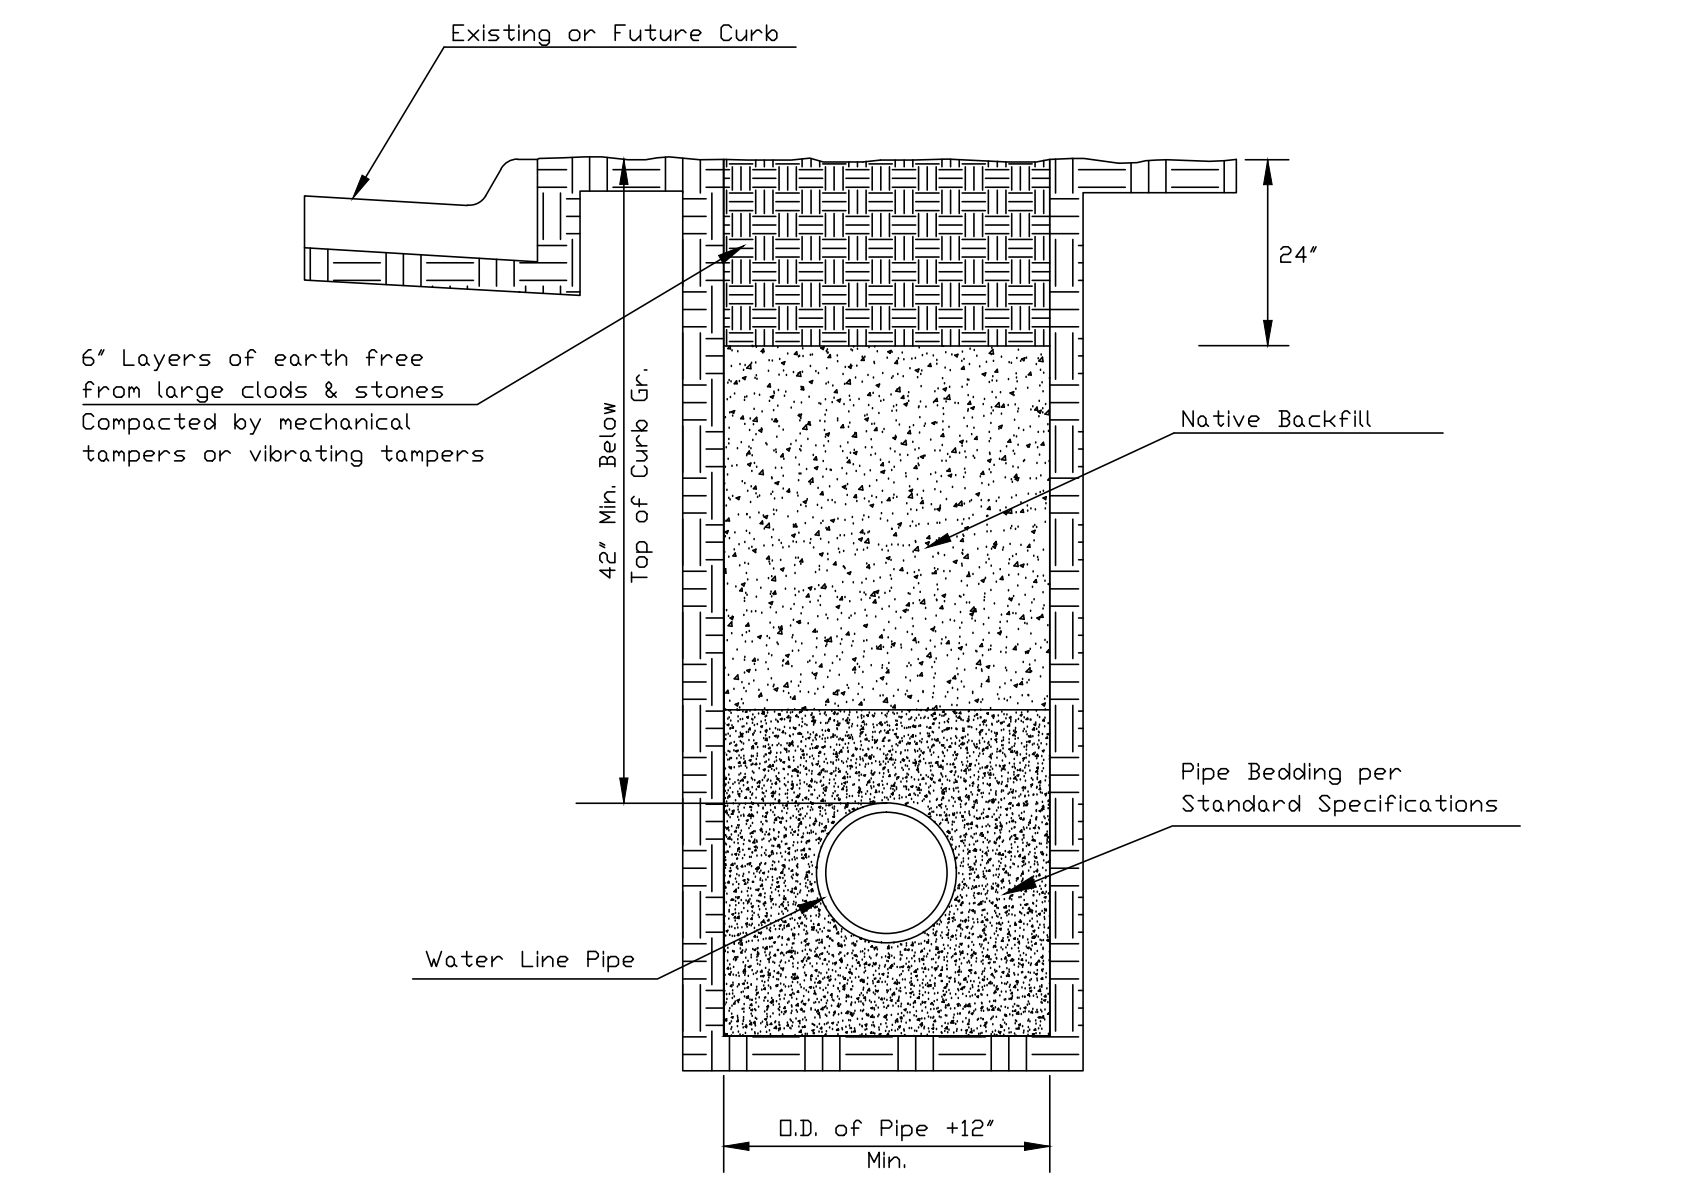 Existing or Future Curb
24″
6″ Layers of earth free
from large clods & stones
Compacted by mechanical
tampers or vibrating tampers
42″ Min. Below
Top of Curb Gr.
Native Backfill
Pipe Bedding per
Standard Specifications
Water Line Pipe
O.D. of Pipe +12″
Min.